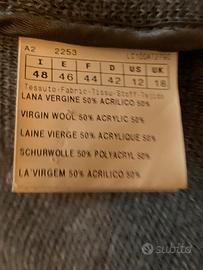 A2 2253
I E F D US UK
48 46 44 42 12 18
Tessuto-Fabric-Tissu-Stoff-Tejido
LANA VERGINE 50% ACRILICO 50%
VIRGIN WOOL 50% ACRYLIC 50%
LAINE VIERGE 50% ACRYLIQUE 50%
SCHURWOLLE 50% POLYACRYL 50%
LA VIRGEM 50% ACRILICO 50%
subito